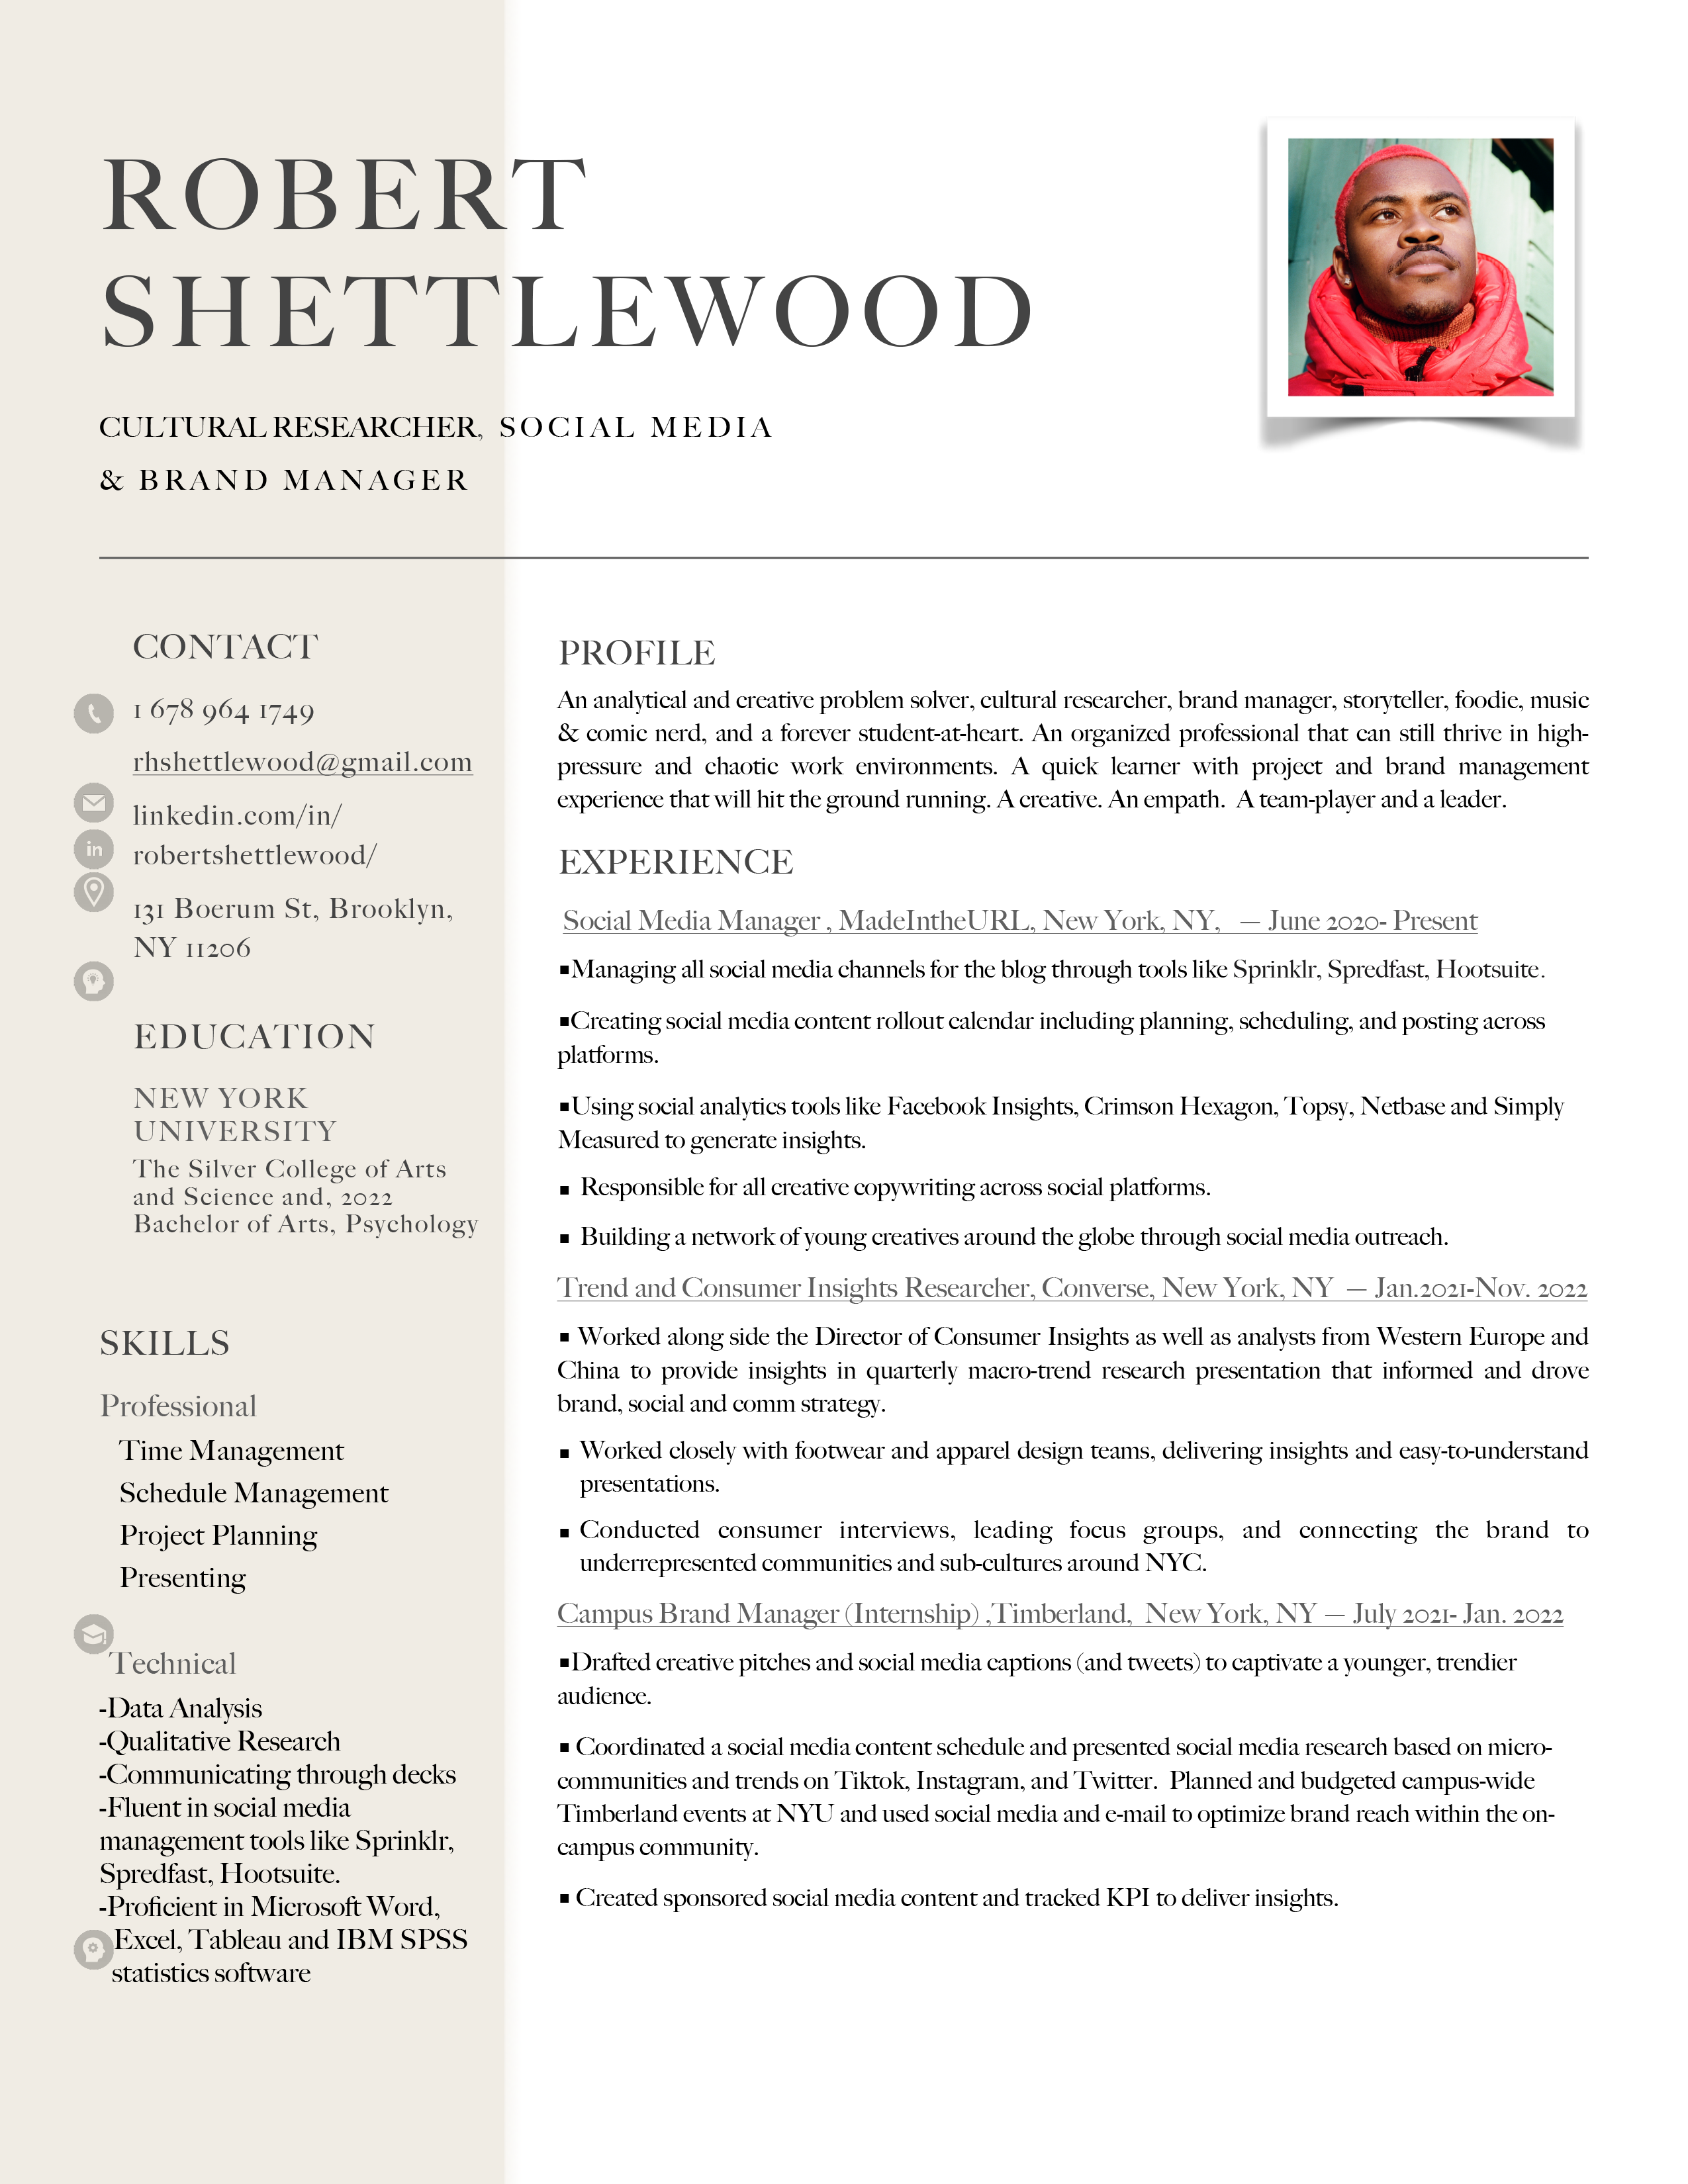 ROBERT
SHETTLEWOOD
CULTURAL RESEARCHER, SOCIAL MEDIA
& BRAND MANAGER
CONTACT
1 678 964 1749
rhshettlewood@gmail.com
linkedin.com/in/
robertshettlewood/
131 Boerum St, Brooklyn,
NY 11206
EDUCATION
NEW YORK
UNIVERSITY
The Silver College of Arts
and Science and, 2022
Bachelor of Arts, Psychology
SKILLS
Professional
Time Management
Schedule Management
Project Planning
Presenting
Technical
-Data Analysis
-Qualitative Research
-Communicating through decks
-Fluent in social media
management tools like Sprinklr,
Spredfast, Hootsuite.
-Proficient in Microsoft Word,
Excel, Tableau and IBM SPSS
statistics software
PROFILE
An analytical and creative problem solver, cultural researcher, brand manager, storyteller, foodie, music
& comic nerd, and a forever student-at-heart. An organized professional that can still thrive in high-
pressure and chaotic work environments. A quick learner with project and brand management
experience that will hit the ground running. A creative. An empath. A team-player and a leader.
EXPERIENCE
Social Media Manager , MadeIntheURL, New York, NY, — June 2020- Present
▪Managing all social media channels for the blog through tools like Sprinklr, Spredfast, Hootsuite.
▪Creating social media content rollout calendar including planning, scheduling, and posting across
platforms.
▪Using social analytics tools like Facebook Insights, Crimson Hexagon, Topsy, Netbase and Simply
Measured to generate insights.
▪ Responsible for all creative copywriting across social platforms.
▪ Building a network of young creatives around the globe through social media outreach.
Trend and Consumer Insights Researcher, Converse, New York, NY — Jan.2021-Nov. 2022
▪ Worked along side the Director of Consumer Insights as well as analysts from Western Europe and
China to provide insights in quarterly macro-trend research presentation that informed and drove
brand, social and comm strategy.
▪ Worked closely with footwear and apparel design teams, delivering insights and easy-to-understand
presentations.
▪ Conducted consumer interviews, leading focus groups, and connecting the brand to
underrepresented communities and sub-cultures around NYC.
Campus Brand Manager (Internship) ,Timberland, New York, NY — July 2021- Jan. 2022
▪Drafted creative pitches and social media captions (and tweets) to captivate a younger, trendier
audience.
▪ Coordinated a social media content schedule and presented social media research based on micro-
communities and trends on Tiktok, Instagram, and Twitter. Planned and budgeted campus-wide
Timberland events at NYU and used social media and e-mail to optimize brand reach within the on-
campus community.
▪ Created sponsored social media content and tracked KPI to deliver insights.